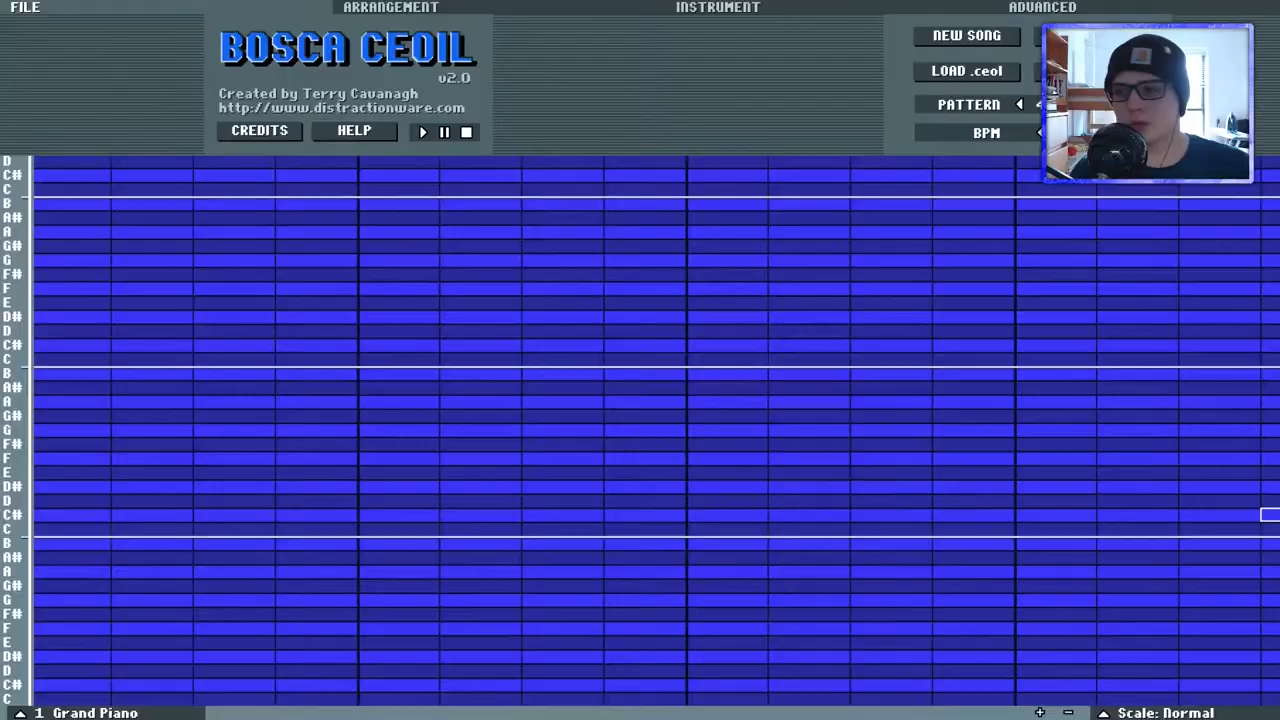 FILE
ARRANGEMENT
INSTRUMENT
ADVANCED
BOSCA CEOIL
v2.0
Created by Terry Cavanagh
http://www.distractionware.com
CREDITS
HELP
NEW SONG
LOAD .ceol
PATTERN
BPM
D
C#
C
B
A#
A
G#
G
F#
F
E
D#
D
C#
C
B
A#
A
G#
G
F#
F
E
D#
D
C#
C
B
A#
A
G#
G
F#
F
E
D#
D
C#
C
1 Grand Piano
+ -
Scale: Normal